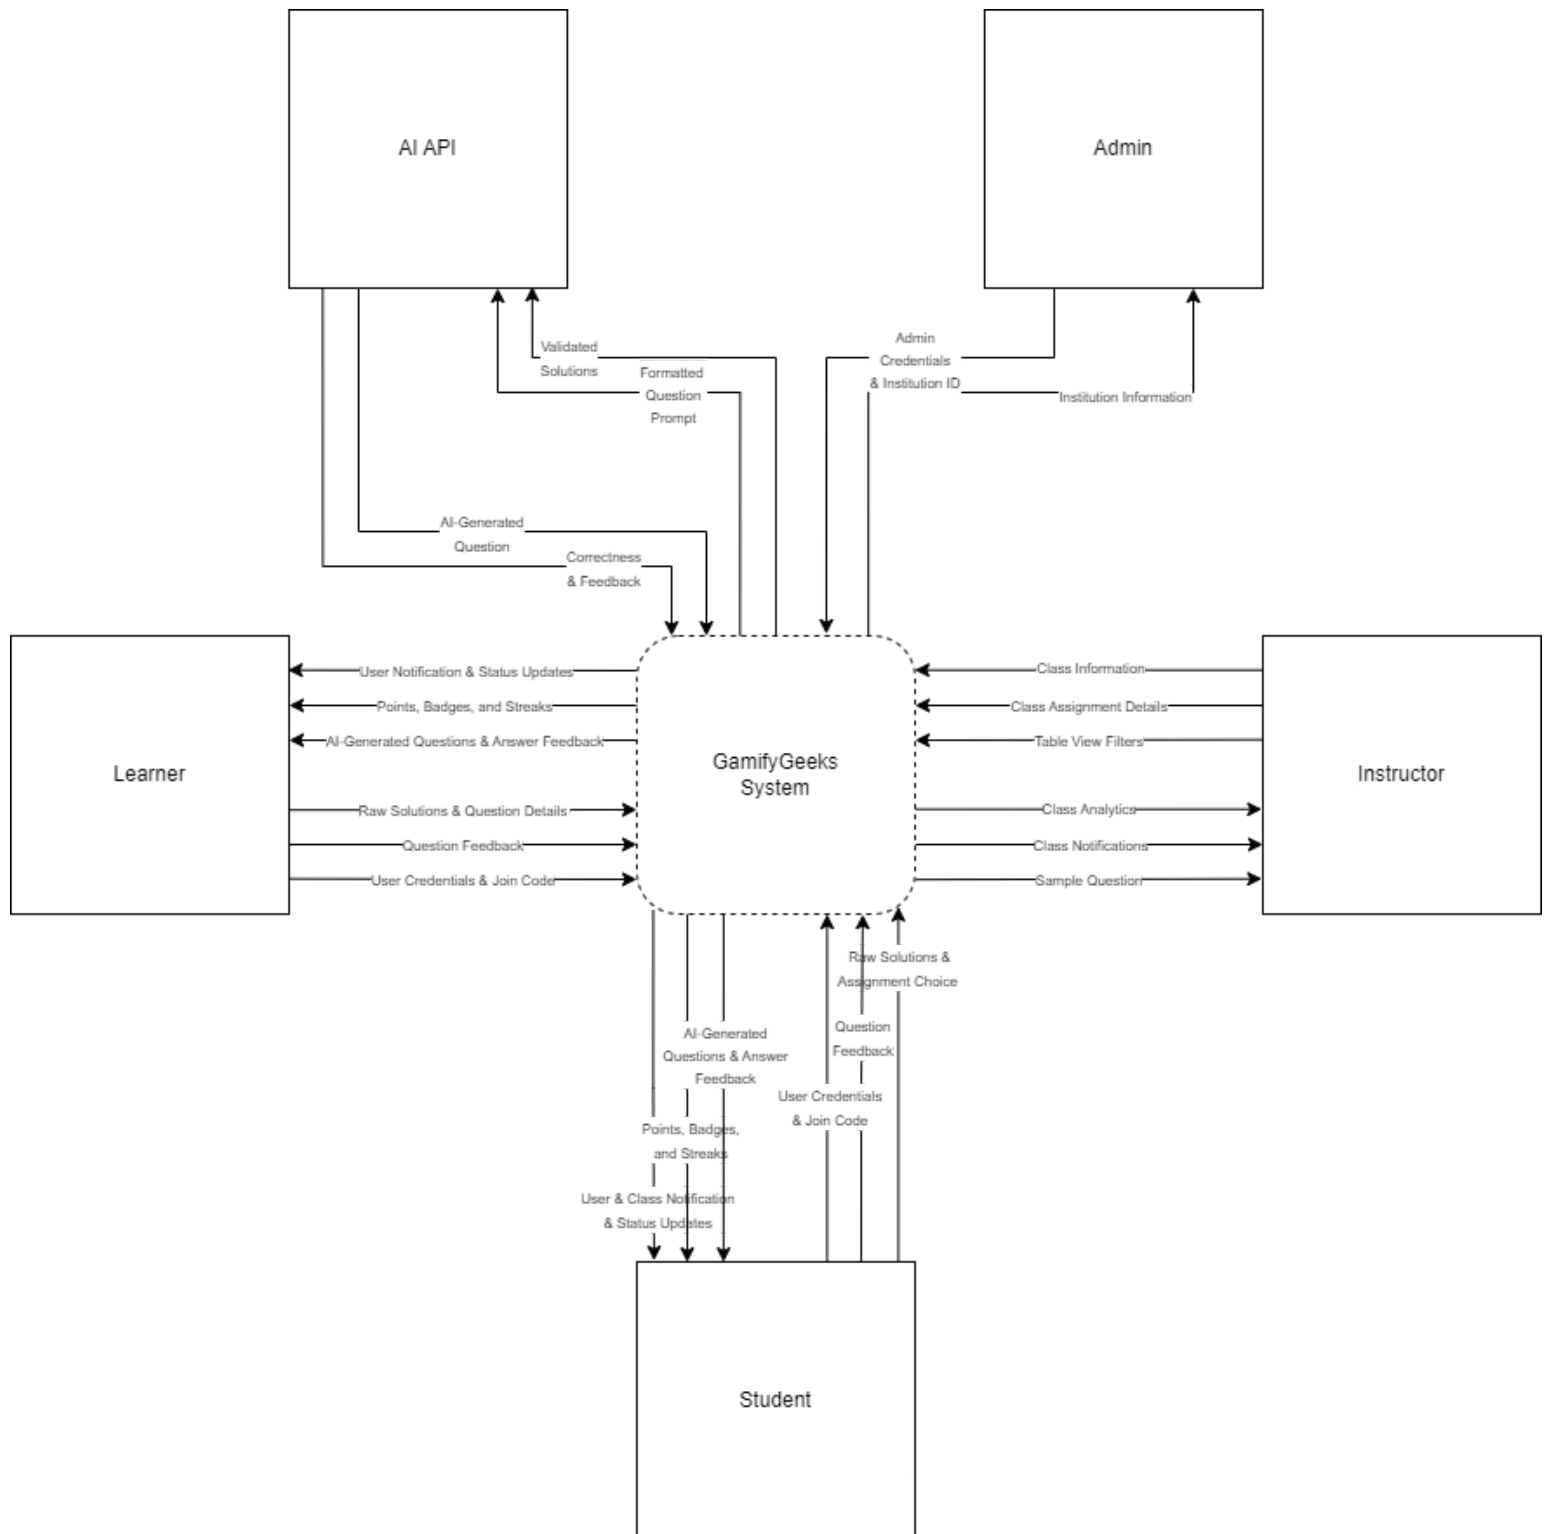 AI API
Admin
Validated
Solutions
Formatted
Question
Prompt
Admin
Credentials
& Institution ID
Institution Information
AI-Generated
Question
Correctness
& Feedback
User Notification & Status Updates
Points, Badges, and Streaks
AI-Generated Questions & Answer Feedback
Learner
Raw Solutions & Question Details
Question Feedback
User Credentials & Join Code
GamifyGeeks
System
Class Information
Class Assignment Details
Table View Filters
Instructor
Class Analytics
Class Notifications
Sample Question
Raw Solutions &
Assignment Choice
Question
Feedback
AI-Generated
Questions & Answer
Feedback
User Credentials
& Join Code
Points, Badges,
and Streaks
User & Class Notification
& Status Updates
Student